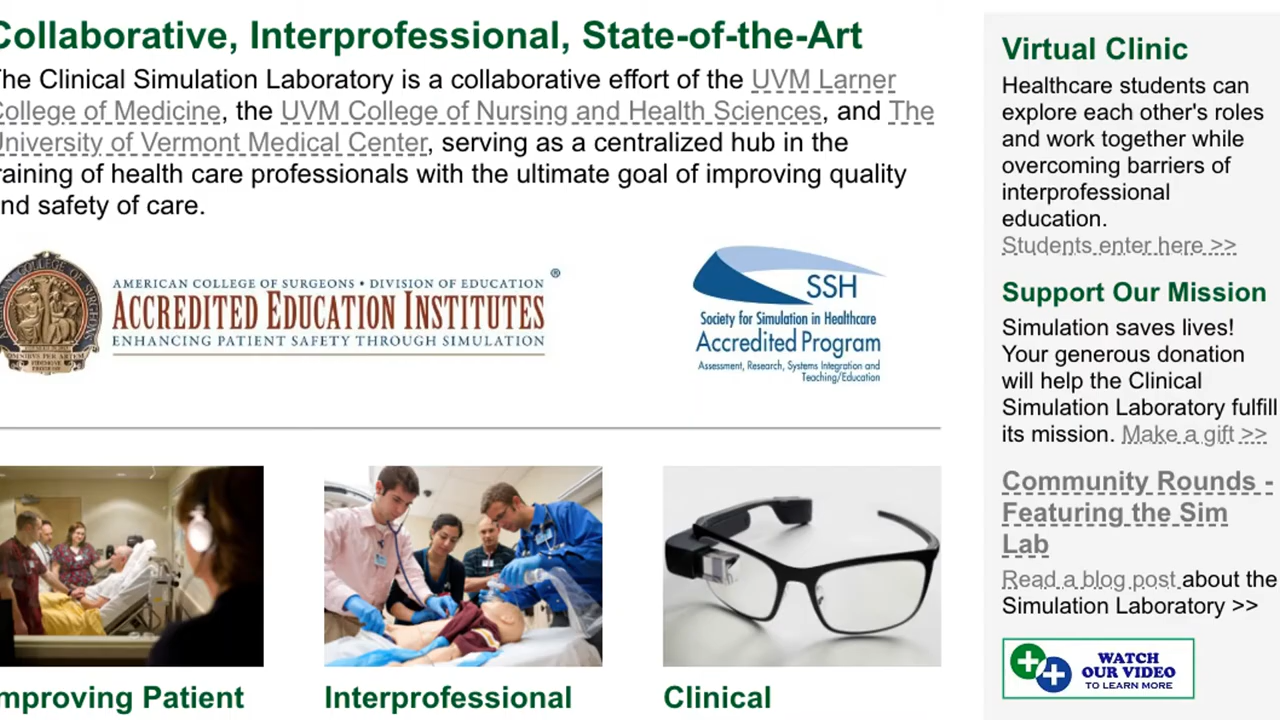 Collaborative, Interprofessional, State-of-the-Art
The Clinical Simulation Laboratory is a collaborative effort of the UVM Larner
College of Medicine, the UVM College of Nursing and Health Sciences, and The
University of Vermont Medical Center, serving as a centralized hub in the
training of health care professionals with the ultimate goal of improving quality
and safety of care.
AMERICAN COLLEGE OF SURGEONS • DIVISION OF EDUCATION ®
ACCREDITED EDUCATION INSTITUTES
ENHANCING PATIENT SAFETY THROUGH SIMULATION
SSH
Society for Simulation in Healthcare
Accredited Program
Assessment, Research, Systems Integration and
Teaching/Education
Improving Patient
Interprofessional
Clinical
Virtual Clinic
Healthcare students can
explore each other's roles
and work together while
overcoming barriers of
interprofessional
education.
Students enter here >>
Support Our Mission
Simulation saves lives!
Your generous donation
will help the Clinical
Simulation Laboratory fulfill
its mission. Make a gift >>
Community Rounds -
Featuring the Sim
Lab
Read a blog post about the
Simulation Laboratory >>
WATCH
OUR VIDEO
TO LEARN MORE